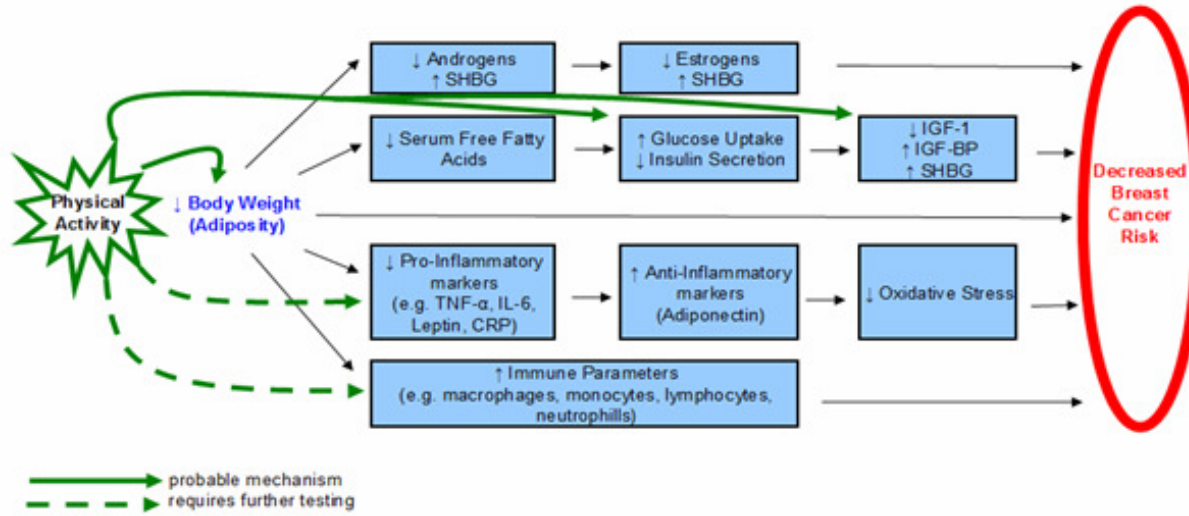 ↓ Androgens
↑ SHBG
↓ Estrogens
↑ SHBG
↓ Serum Free Fatty
Acids
↑ Glucose Uptake
↓ Insulin Secretion
↓ IGF-1
↑ IGF-BP
↑ SHBG
Physical
Activity
↓ Body Weight
(Adiposity)
Decreased
Breast
Cancer
Risk
↓ Pro-Inflammatory
markers
(e.g. TNF-α, IL-6,
Leptin, CRP)
↑ Anti-Inflammatory
markers
(Adiponectin)
↓ Oxidative Stress
↑ Immune Parameters
(e.g. macrophages, monocytes, lymphocytes,
neutrophills)
probable mechanism
requires further testing